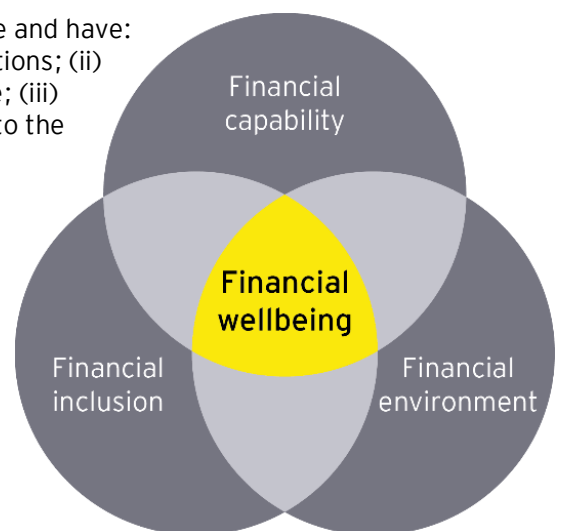 e and have:
tions; (ii)
e; (iii)
to the
Financial
capability
Financial
wellbeing
Financial
inclusion
Financial
environment